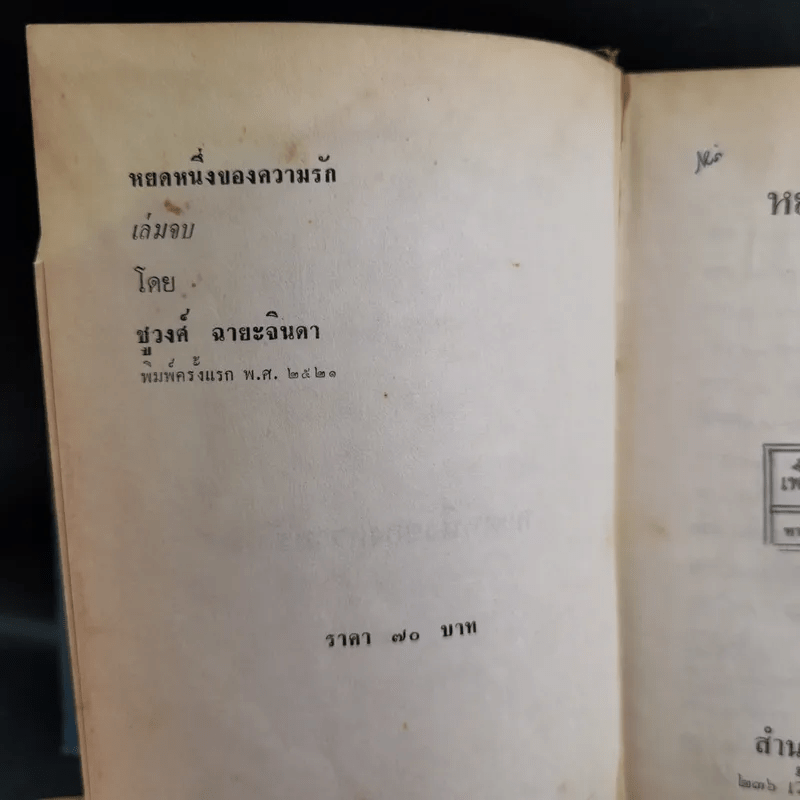 หยดหนึ่งของความรัก
เล่มจบ
โดย
ชูวงศ์ ฉายะจินดา
พิมพ์ครั้งแรก พ.ศ. ๒๕๒๑
ราคา ๗๐ บาท